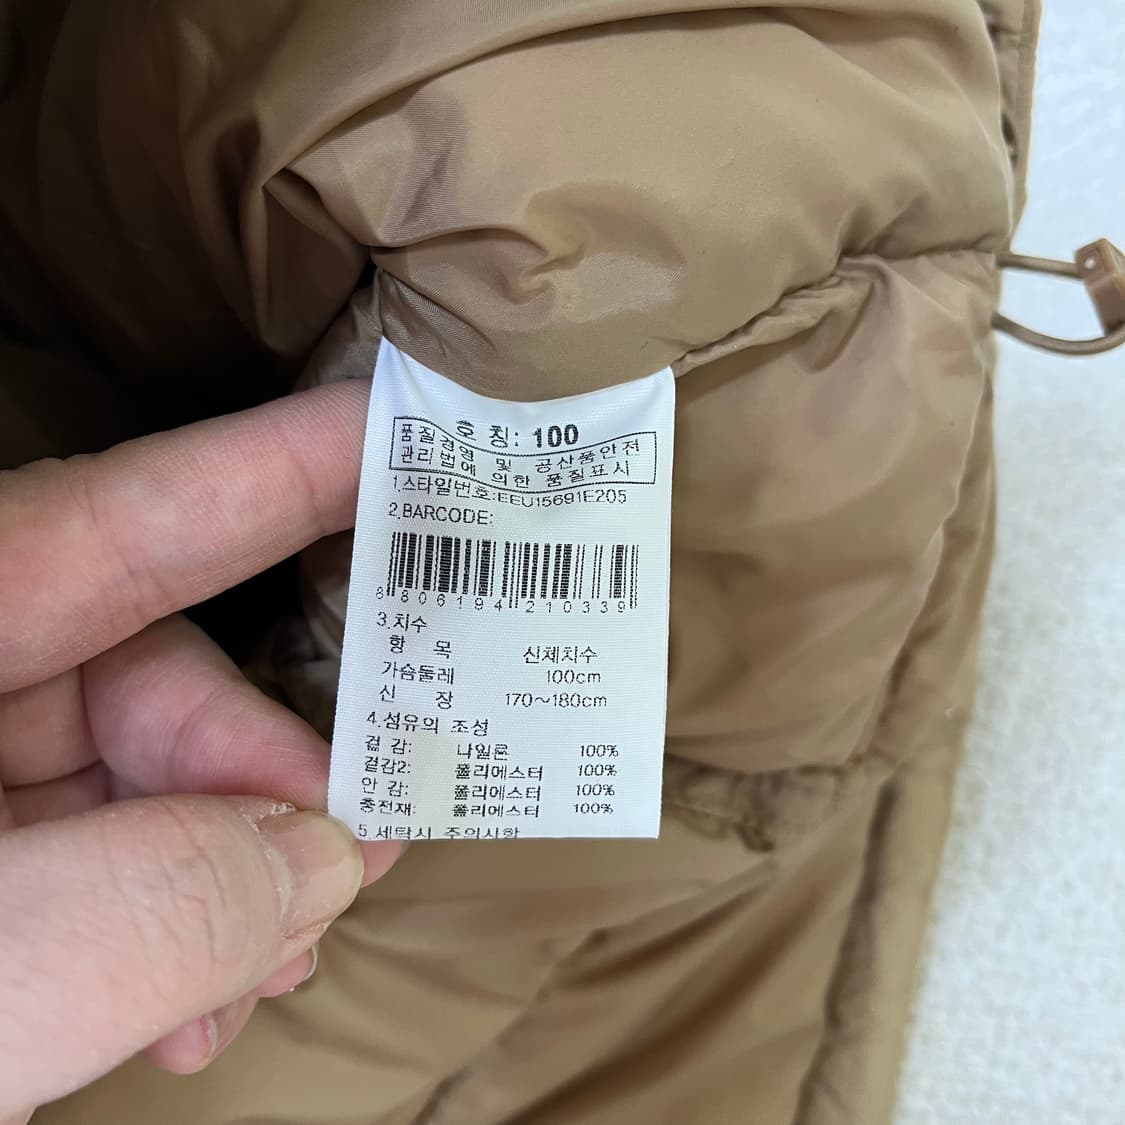 호 칭: 100
품질경영 및 공산품안전
관리법에 의한 품질표시
1.스타일번호:EEU15691E205
2.BARCODE:
8 806194 210339
3.치수
항 목 신체치수
가슴둘레 100cm
신 장 170~180cm
4.섬유의 조성
겉 감: 나일론 100%
겉감2: 폴리에스터 100%
안 감: 폴리에스터 100%
충전재: 폴리에스터 100%
5.세탁시 주의사항